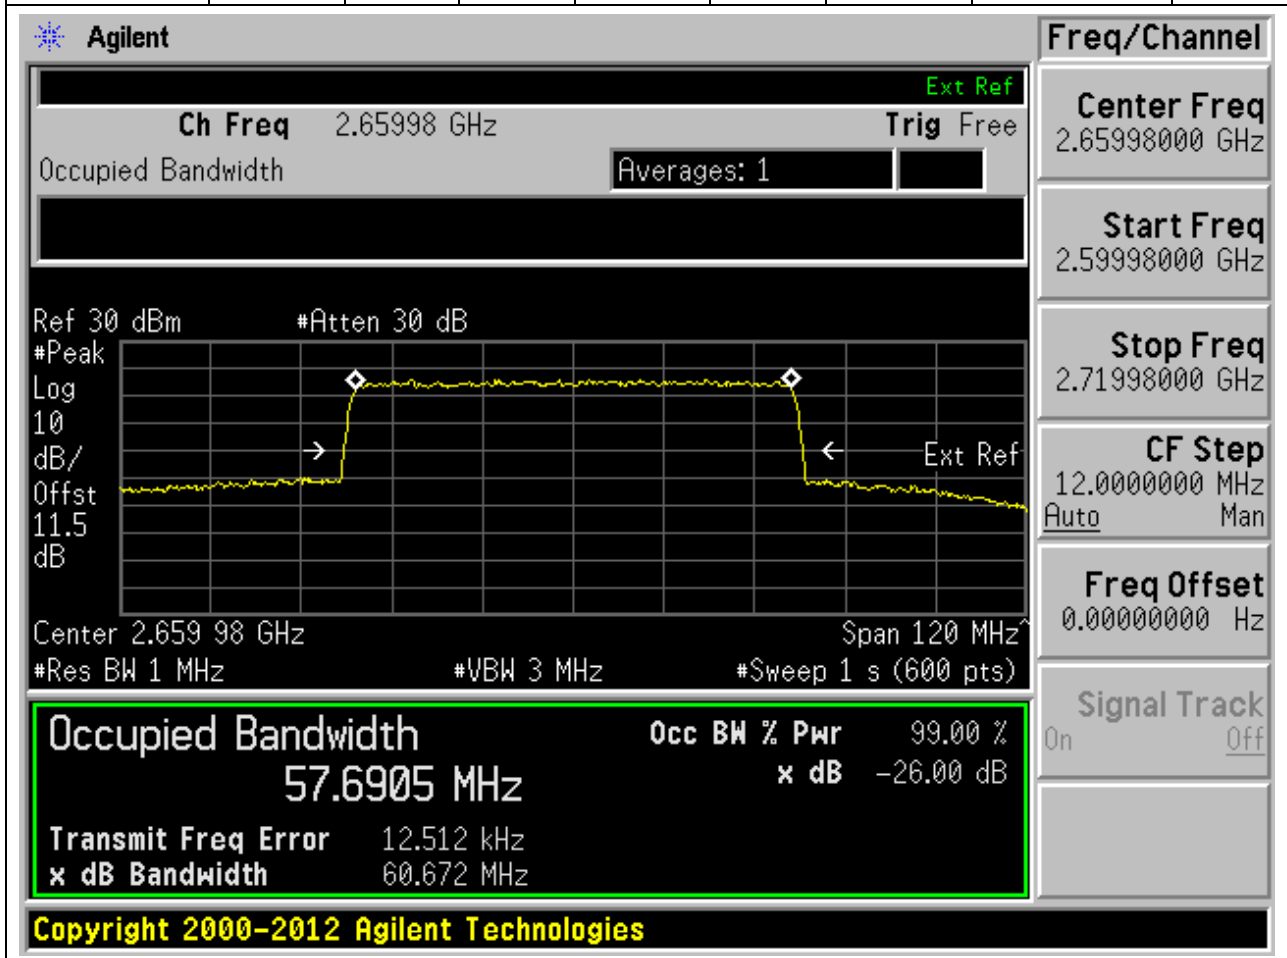 Agilent
Freq/Channel
Ext Ref
Ch Freq 2.65998 GHz Trig Free
Occupied Bandwidth Averages: 1
Center Freq
2.65998000 GHz
Start Freq
2.59998000 GHz
Stop Freq
2.71998000 GHz
CF Step
12.0000000 MHz
Auto Man
Freq Offset
0.00000000 Hz
Signal Track
On Off
Ref 30 dBm #Atten 30 dB
#Peak
Log
10
dB/
Offst
11.5
dB
Ext Ref
Center 2.659 98 GHz Span 120 MHz^
#Res BW 1 MHz #VBW 3 MHz #Sweep 1 s (600 pts)
Occupied Bandwidth
57.6905 MHz
Occ BW % Pwr 99.00 %
x dB -26.00 dB
Transmit Freq Error 12.512 kHz
x dB Bandwidth 60.672 MHz
Copyright 2000-2012 Agilent Technologies